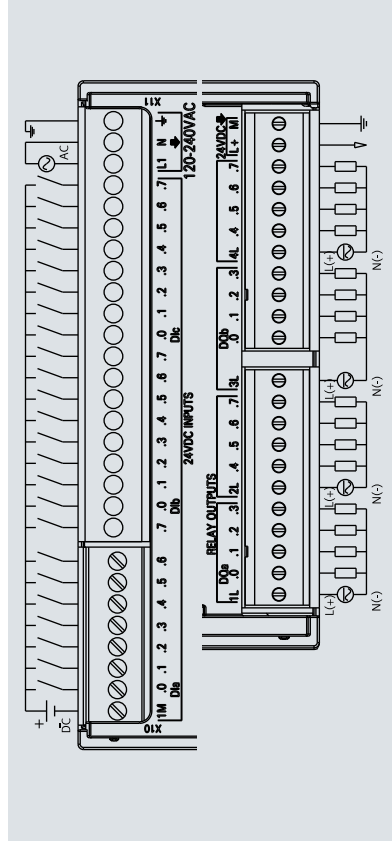 + DC AC
X10 X11
1M .0 .1 .2 .3 .4 .5 .6 .7 .0 .1 .2 .3 .4 .5 .6 .7 .0 .1 .2 .3 .4 .5 .6 .7 L1 N
DIa DIb DIc
24VDC INPUTS 120-240VAC
RELAY OUTPUTS
DQa DQb 24VDC
1L .0 .1 .2 .3 2L .4 .5 .6 .7 3L .0 .1 .2 .3 4L .4 .5 .6 .7 L+ M
L(+) L(+) L(+) L(+)
N(-) N(-) N(-) N(-)